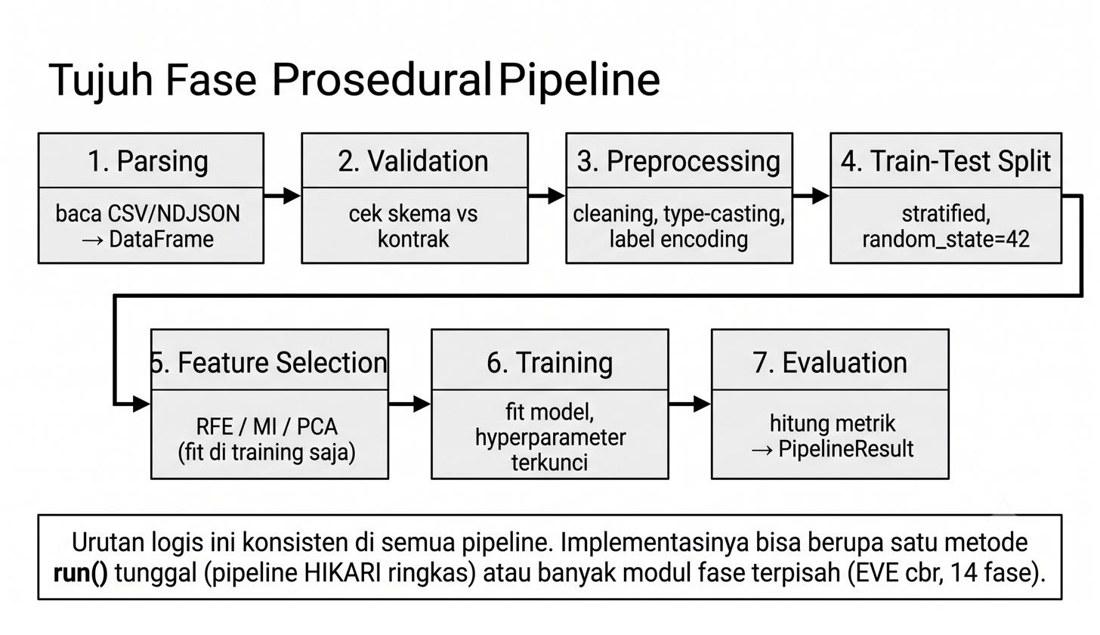 Tujuh Fase Prosedural Pipeline
1. Parsing
baca CSV/NDJSON
→ DataFrame
2. Validation
cek skema vs
kontrak
3. Preprocessing
cleaning, type-casting,
label encoding
4. Train-Test Split
stratified,
random_state=42
5. Feature Selection
RFE / MI / PCA
(fit di training saja)
6. Training
fit model,
hyperparameter
terkunci
7. Evaluation
hitung metrik
→ PipelineResult
Urutan logis ini konsisten di semua pipeline. Implementasinya bisa berupa satu metode
run() tunggal (pipeline HIKARI ringkas) atau banyak modul fase terpisah (EVE cbr, 14 fase).